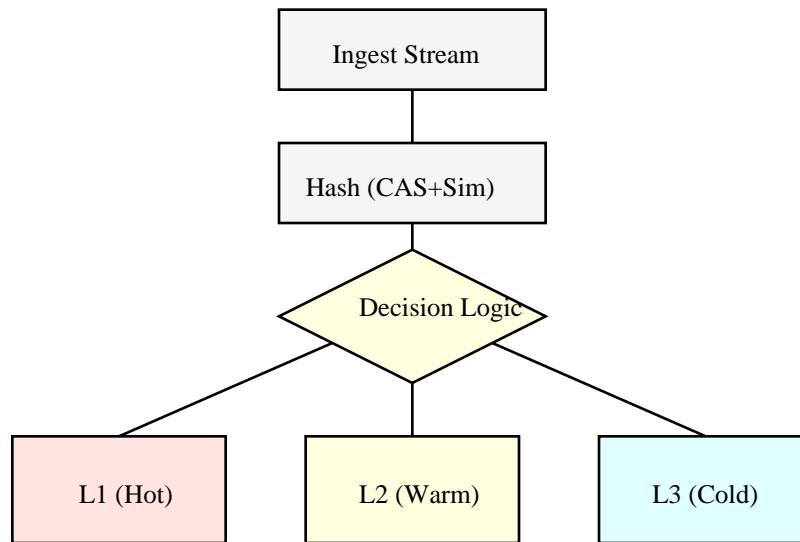 Ingest Stream
Hash (CAS+Sim)
Decision Logic
L1 (Hot)
L2 (Warm)
L3 (Cold)